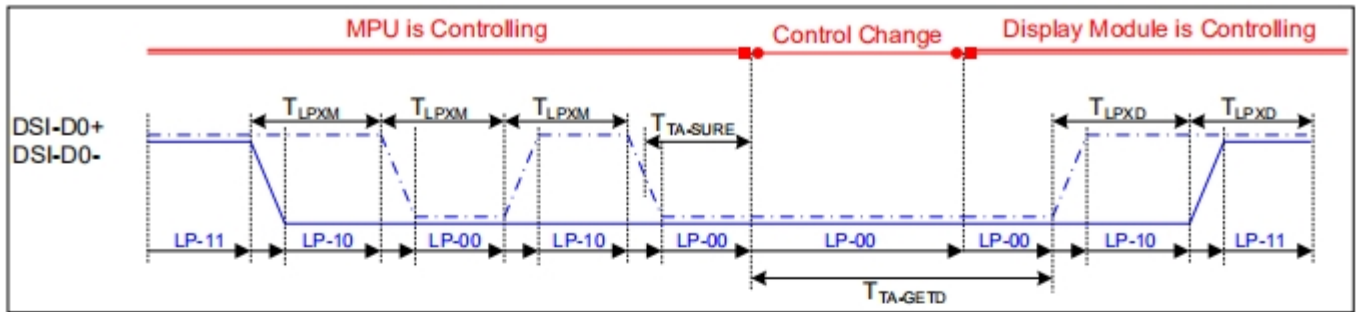 MPU is Controlling Control Change Display Module is Controlling
TLPXM TLPXM TLPXM TTA-SURE TLPXD TLPXD
DSI-D0+
DSI-D0-
LP-11 LP-10 LP-00 LP-10 LP-00 LP-00 LP-00 LP-10 LP-11
TTA-GETD